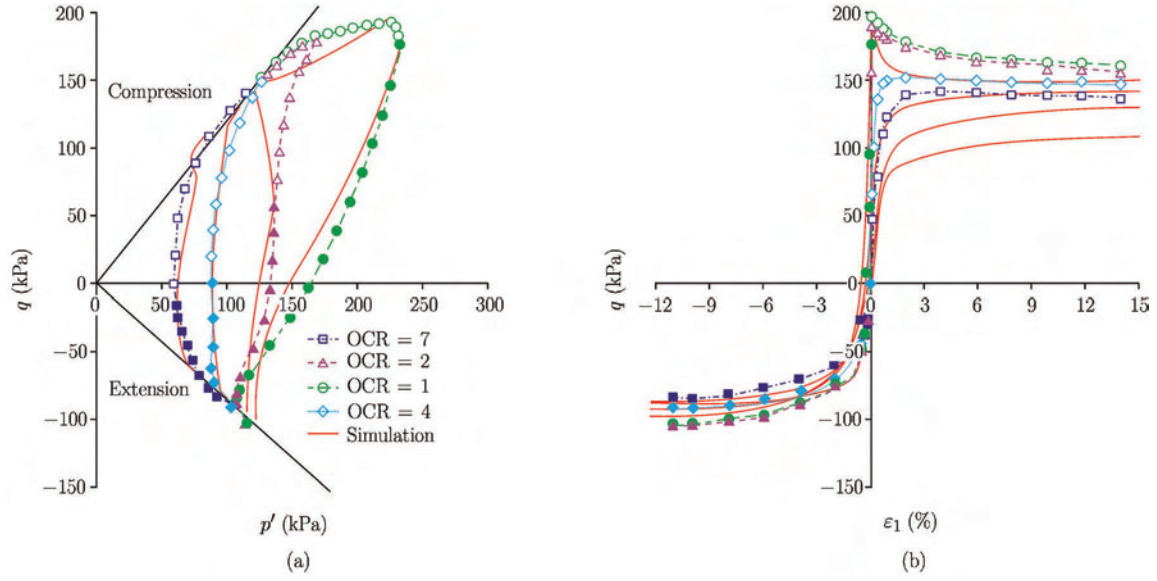 200
150
100
50
0
−50
−100
−150
q (kPa)
Compression
Extension
0 50 100 150 200 250 300
OCR = 7
OCR = 2
OCR = 1
OCR = 4
Simulation
p′ (kPa)
(a)
200
150
100
50
0
−50
−100
−150
q (kPa)
−12 −9 −6 −3 0 3 6 9 12 15
ε1 (%)
(b)